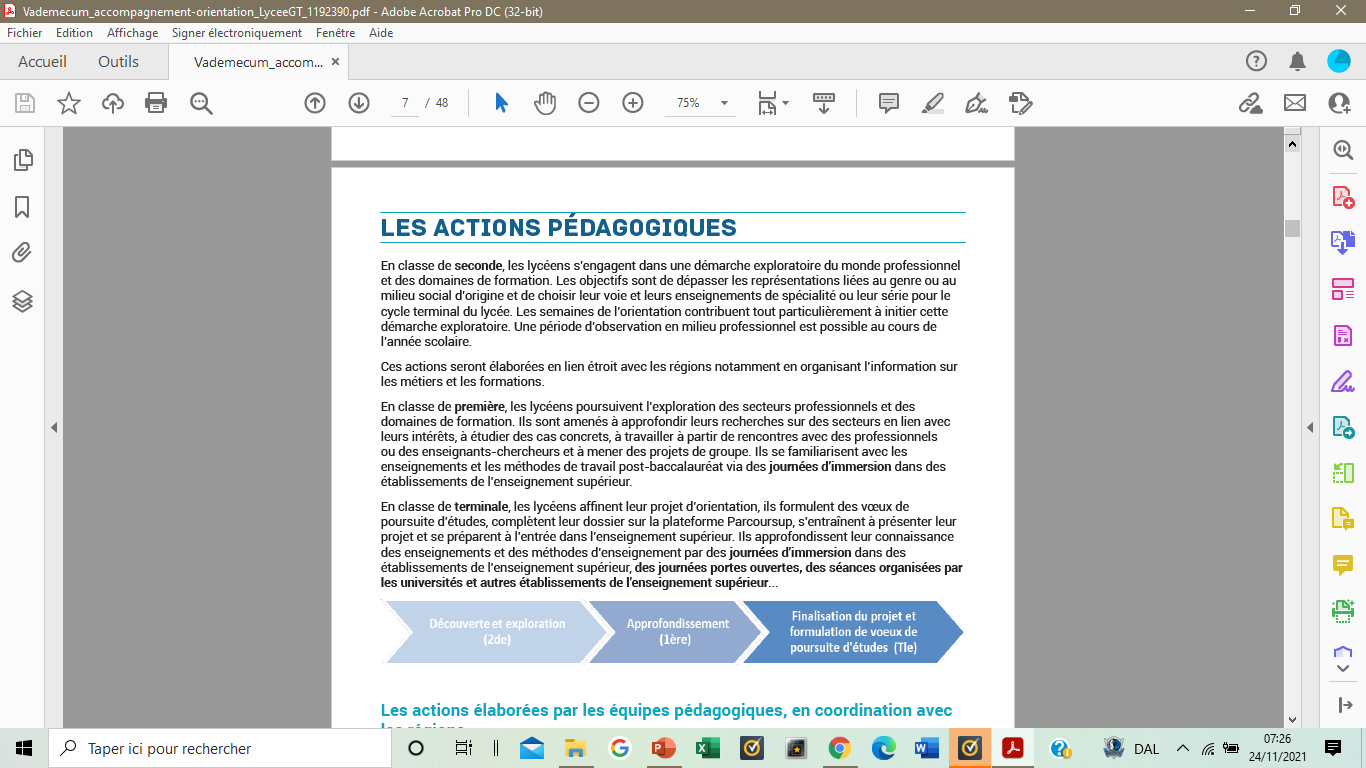 Vademecum_accompagnement-orientation_LyceeGT_1192390.pdf - Adobe Acrobat Pro DC (32-bit)
Fichier Edition Affichage Signer électroniquement Fenêtre Aide
Accueil Outils Vademecum_accom... ×
7 / 48 75%
LES ACTIONS PÉDAGOGIQUES
En classe de seconde, les lycéens s'engagent dans une démarche exploratoire du monde professionnel
et des domaines de formation. Les objectifs sont de dépasser les représentations liées au genre ou au
milieu social d'origine et de choisir leur voie et leurs enseignements de spécialité ou leur série pour le
cycle terminal du lycée. Les semaines de l'orientation contribuent tout particulièrement à initier cette
démarche exploratoire. Une période d'observation en milieu professionnel est possible au cours de
l'année scolaire.
Ces actions seront élaborées en lien étroit avec les régions notamment en organisant l'information sur
les métiers et les formations.
En classe de première, les lycéens poursuivent l'exploration des secteurs professionnels et des
domaines de formation. Ils sont amenés à approfondir leurs recherches sur des secteurs en lien avec
leurs intérêts, à étudier des cas concrets, à travailler à partir de rencontres avec des professionnels
ou des enseignants-chercheurs et à mener des projets de groupe. Ils se familiarisent avec les
enseignements et les méthodes de travail post-baccalauréat via des journées d'immersion dans des
établissements de l'enseignement supérieur.
En classe de terminale, les lycéens affinent leur projet d'orientation, ils formulent des vœux de
poursuite d'études, complètent leur dossier sur la plateforme Parcoursup, s'entraînent à présenter leur
projet et se préparent à l'entrée dans l'enseignement supérieur. Ils approfondissent leur connaissance
des enseignements et des méthodes d'enseignement par des journées d'immersion dans des
établissements de l'enseignement supérieur, des journées portes ouvertes, des séances organisées par
les universités et autres établissements de l'enseignement supérieur...
Découverte et exploration
(2de)
Approfondissement
(1ère)
Finalisation du projet et
formulation de voeux de
poursuite d'études (Tle)
Les actions élaborées par les équipes pédagogiques, en coordination avec
les régions
Taper ici pour rechercher
DAL
07:26
24/11/2021